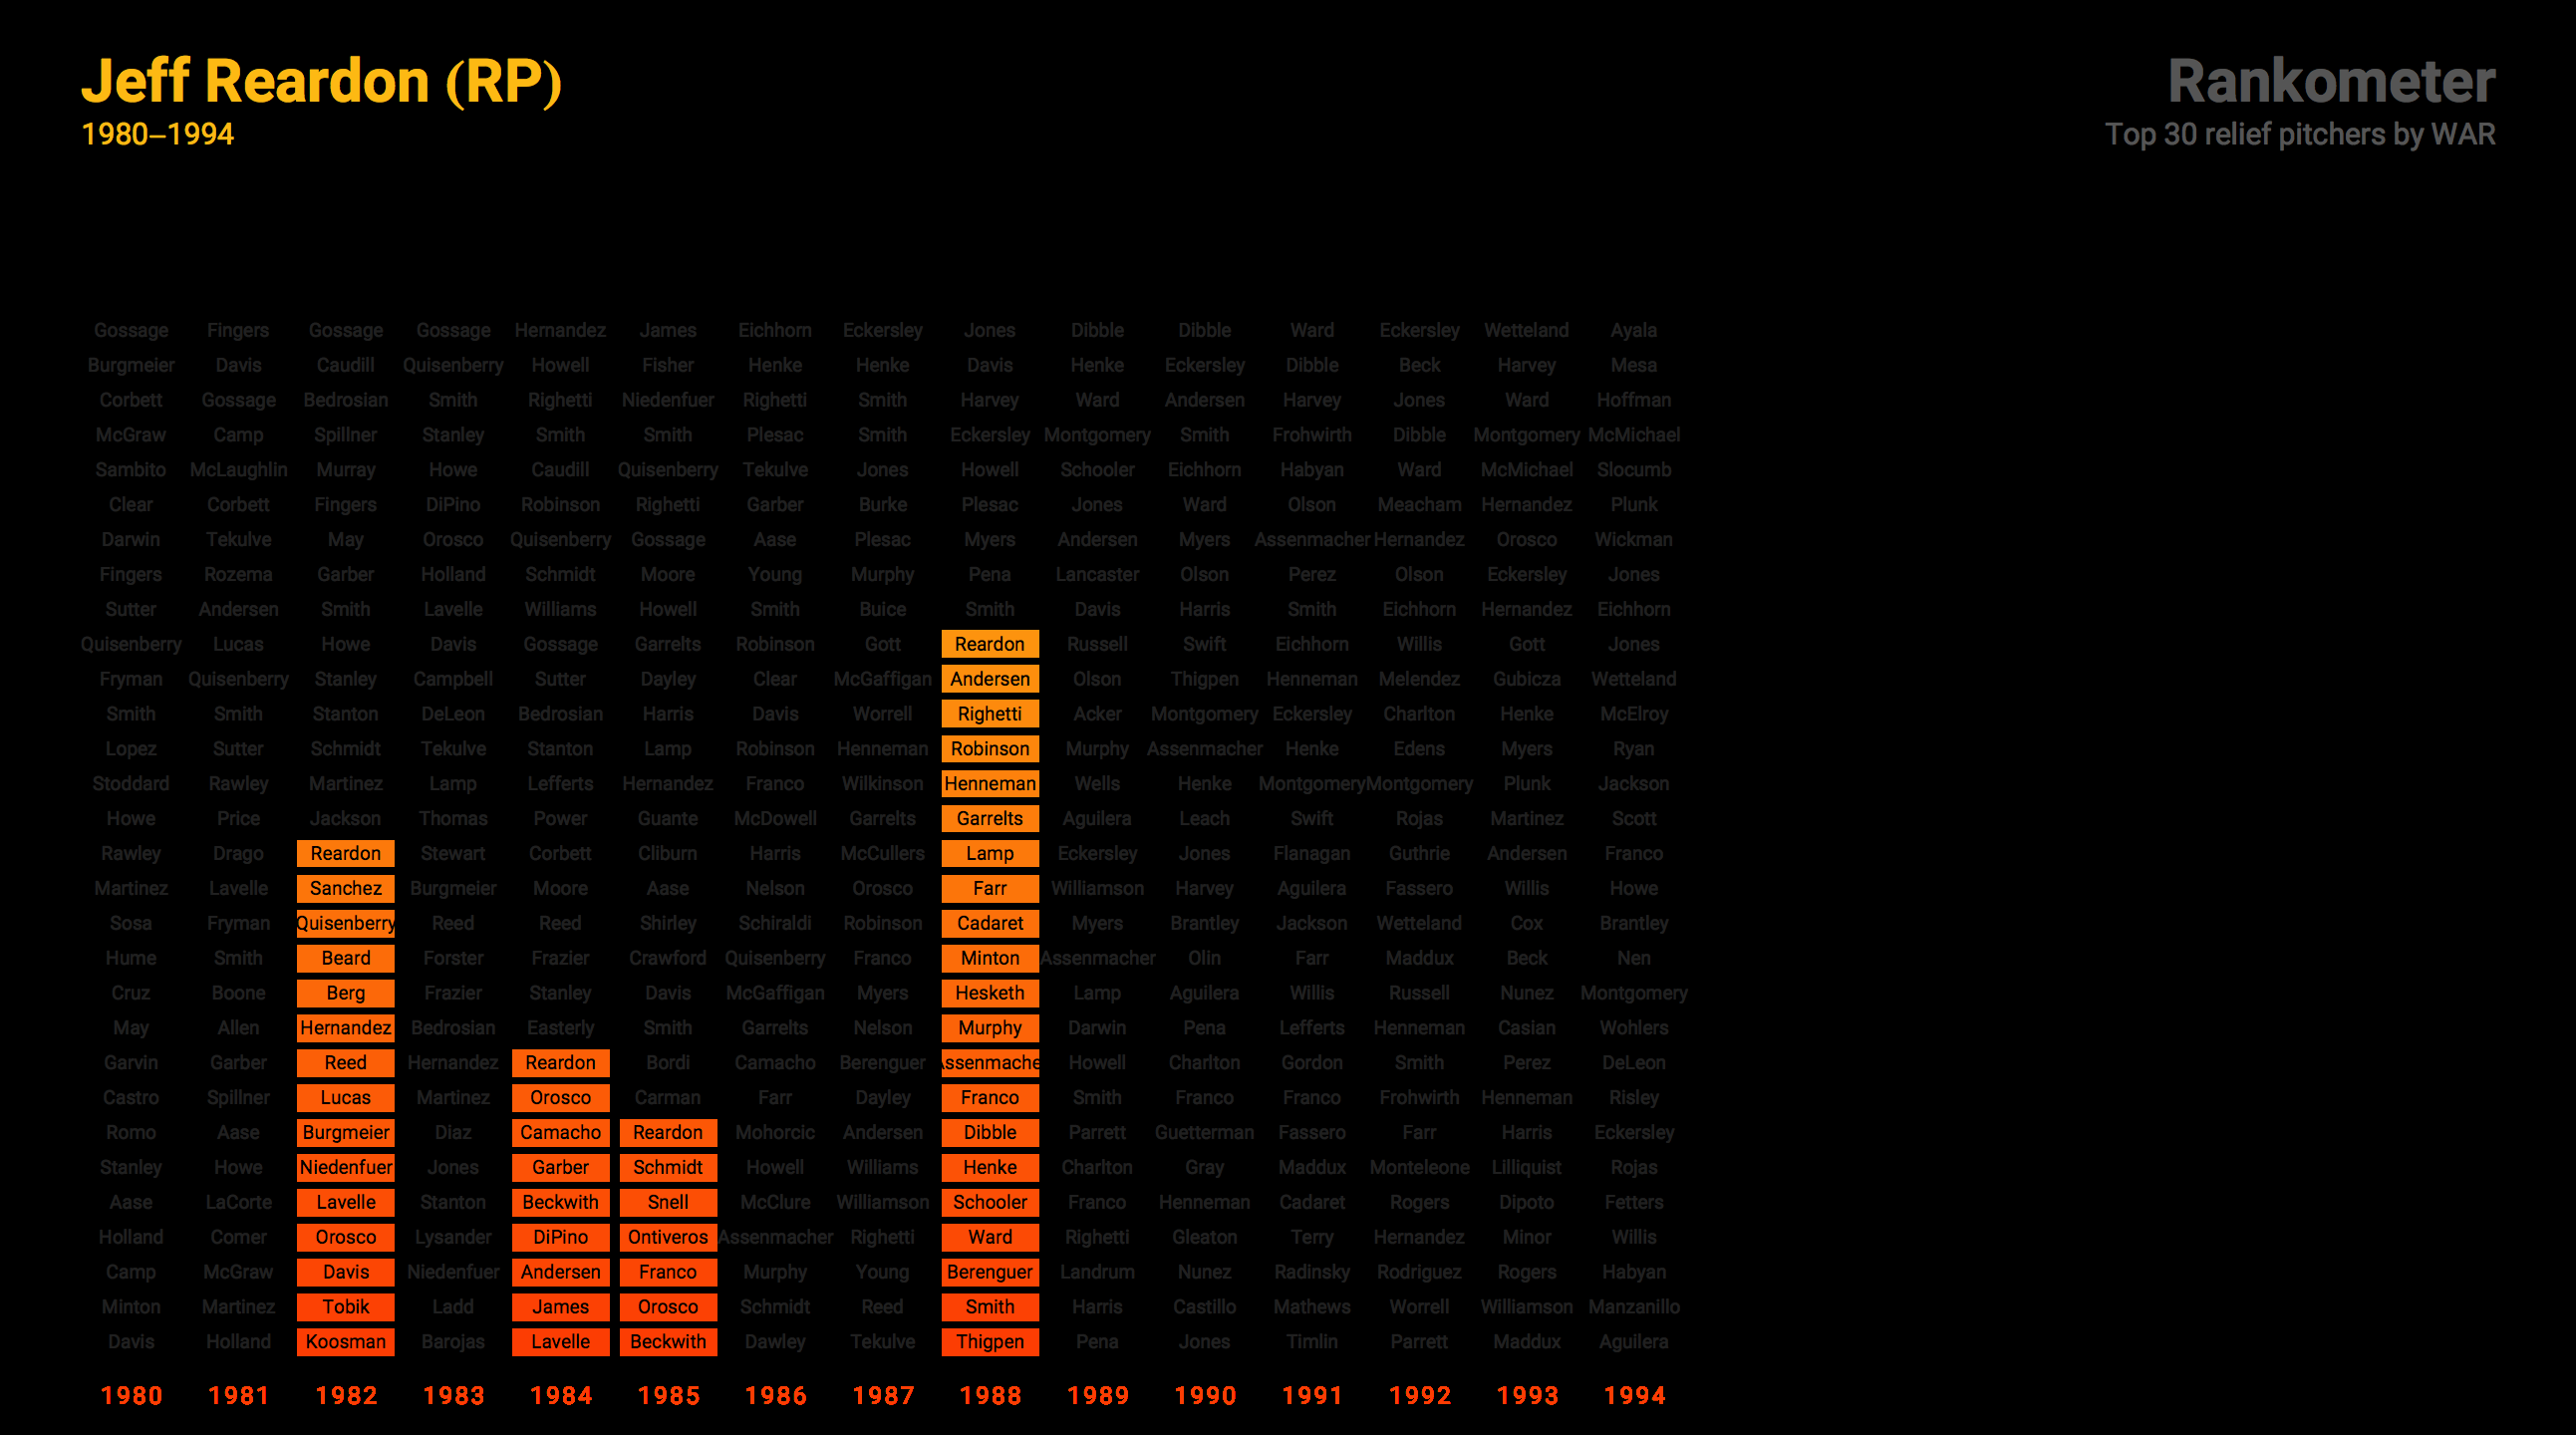 Jeff Reardon (RP)
1980–1994
Rankometer
Top 30 relief pitchers by WAR
Gossage Fingers Gossage Gossage Hernandez James Eichhorn Eckersley Jones Dibble Dibble Ward Eckersley Wetteland Ayala
Burgmeier Davis Caudill Quisenberry Howell Fisher Henke Henke Davis Henke Eckersley Dibble Beck Harvey Mesa
Corbett Gossage Bedrosian Smith Righetti Niedenfuer Righetti Smith Harvey Ward Andersen Harvey Jones Ward Hoffman
McGraw Camp Spillner Stanley Smith Smith Plesac Smith Eckersley Montgomery Smith Frohwirth Dibble Montgomery McMichael
Sambito McLaughlin Murray Howe Caudill Quisenberry Tekulve Jones Howell Schooler Eichhorn Habyan Ward McMichael Slocumb
Clear Corbett Fingers DiPino Robinson Righetti Garber Burke Plesac Jones Ward Olson Meacham Hernandez Plunk
Darwin Tekulve May Orosco Quisenberry Gossage Aase Plesac Myers Andersen Myers Assenmacher Hernandez Orosco Wickman
Fingers Rozema Garber Holland Schmidt Moore Young Murphy Pena Lancaster Olson Perez Olson Eckersley Jones
Sutter Andersen Smith Lavelle Williams Howell Smith Buice Smith Davis Harris Smith Eichhorn Hernandez Eichhorn
Quisenberry Lucas Howe Davis Gossage Garrelts Robinson Gott Reardon Russell Swift Eichhorn Willis Gott Jones
Fryman Quisenberry Stanley Campbell Sutter Dayley Clear McGaffigan Andersen Olson Thigpen Henneman Melendez Gubicza Wetteland
Smith Smith Stanton DeLeon Bedrosian Harris Davis Worrell Righetti Acker Montgomery Eckersley Charlton Henke McElroy
Lopez Sutter Schmidt Tekulve Stanton Lamp Robinson Henneman Robinson Murphy Assenmacher Henke Edens Myers Ryan
Stoddard Rawley Martinez Lamp Lefferts Hernandez Franco Wilkinson Henneman Wells Henke Montgomery Montgomery Plunk Jackson
Howe Price Jackson Thomas Power Guante McDowell Garrelts Garrelts Aguilera Leach Swift Rojas Martinez Scott
Rawley Drago Reardon Stewart Corbett Cliburn Harris McCullers Lamp Eckersley Jones Flanagan Guthrie Andersen Franco
Martinez Lavelle Sanchez Burgmeier Moore Aase Nelson Orosco Farr Williamson Harvey Aguilera Fassero Willis Howe
Sosa Fryman Quisenberry Reed Reed Shirley Schiraldi Robinson Cadaret Myers Brantley Jackson Wetteland Cox Brantley
Hume Smith Beard Forster Frazier Crawford Quisenberry Franco Minton Assenmacher Olin Farr Maddux Beck Nen
Cruz Boone Berg Frazier Stanley Davis McGaffigan Myers Hesketh Lamp Aguilera Willis Russell Nunez Montgomery
May Allen Hernandez Bedrosian Easterly Smith Garrelts Nelson Murphy Darwin Pena Lefferts Henneman Casian Wohlers
Garvin Garber Reed Hernandez Reardon Bordi Camacho Berenguer Assenmache Howell Charlton Gordon Smith Perez DeLeon
Castro Spillner Lucas Martinez Orosco Carman Farr Dayley Franco Smith Franco Franco Frohwirth Henneman Risley
Romo Aase Burgmeier Diaz Camacho Reardon Mohorcic Andersen Dibble Parrett Guetterman Fassero Farr Harris Eckersley
Stanley Howe Niedenfuer Jones Garber Schmidt Howell Williams Henke Charlton Gray Maddux Monteleone Lilliquist Rojas
Aase LaCorte Lavelle Stanton Beckwith Snell McClure Williamson Schooler Franco Henneman Cadaret Rogers Dipoto Fetters
Holland Comer Orosco Lysander DiPino Ontiveros Assenmacher Righetti Ward Righetti Gleaton Terry Hernandez Minor Willis
Camp McGraw Davis Niedenfuer Andersen Franco Murphy Young Berenguer Landrum Nunez Radinsky Rodriguez Rogers Habyan
Minton Martinez Tobik Ladd James Orosco Schmidt Reed Smith Harris Castillo Mathews Worrell Williamson Manzanillo
Davis Holland Koosman Barojas Lavelle Beckwith Dawley Tekulve Thigpen Pena Jones Timlin Parrett Maddux Aguilera
1980 1981 1982 1983 1984 1985 1986 1987 1988 1989 1990 1991 1992 1993 1994